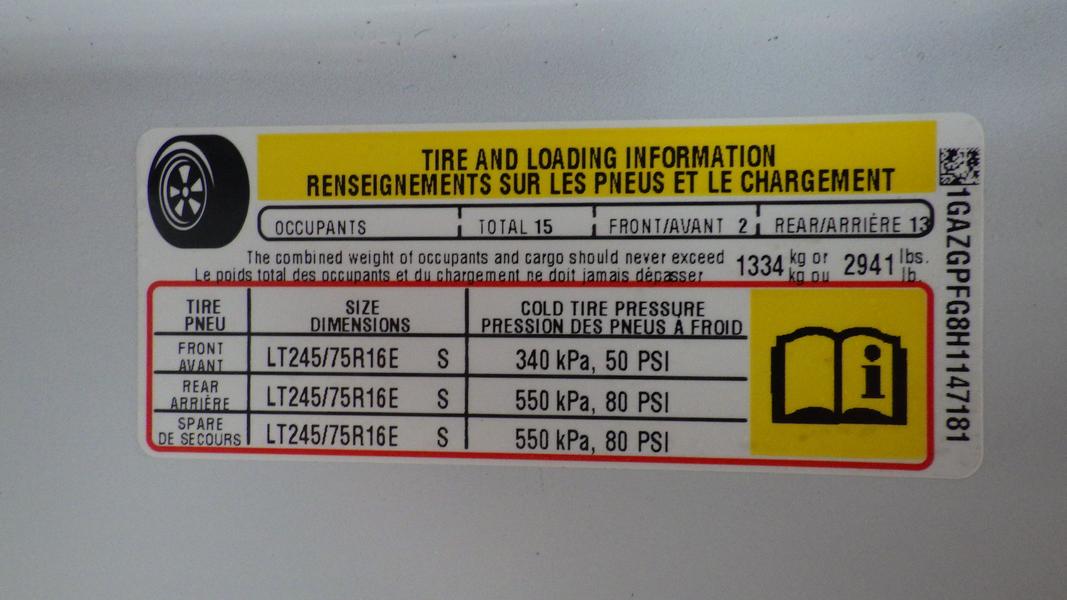 TIRE AND LOADING INFORMATION
RENSEIGNEMENTS SUR LES PNEUS ET LE CHARGEMENT
OCCUPANTS TOTAL 15 FRONT/AVANT 2 REAR/ARRIÈRE 13
The combined weight of occupants and cargo should never exceed 1334 kg or 2941 lbs.
Le poids total des occupants et du chargement ne doit jamais dépasser kg ou lb.
TIRE SIZE COLD TIRE PRESSURE
PNEU DIMENSIONS PRESSION DES PNEUS À FROID
FRONT
AVANT LT245/75R16E S 340 kPa, 50 PSI
REAR
ARRIÈRE LT245/75R16E S 550 kPa, 80 PSI
SPARE
DE SECOURS LT245/75R16E S 550 kPa, 80 PSI
i
1GAZGPFG8H1147181